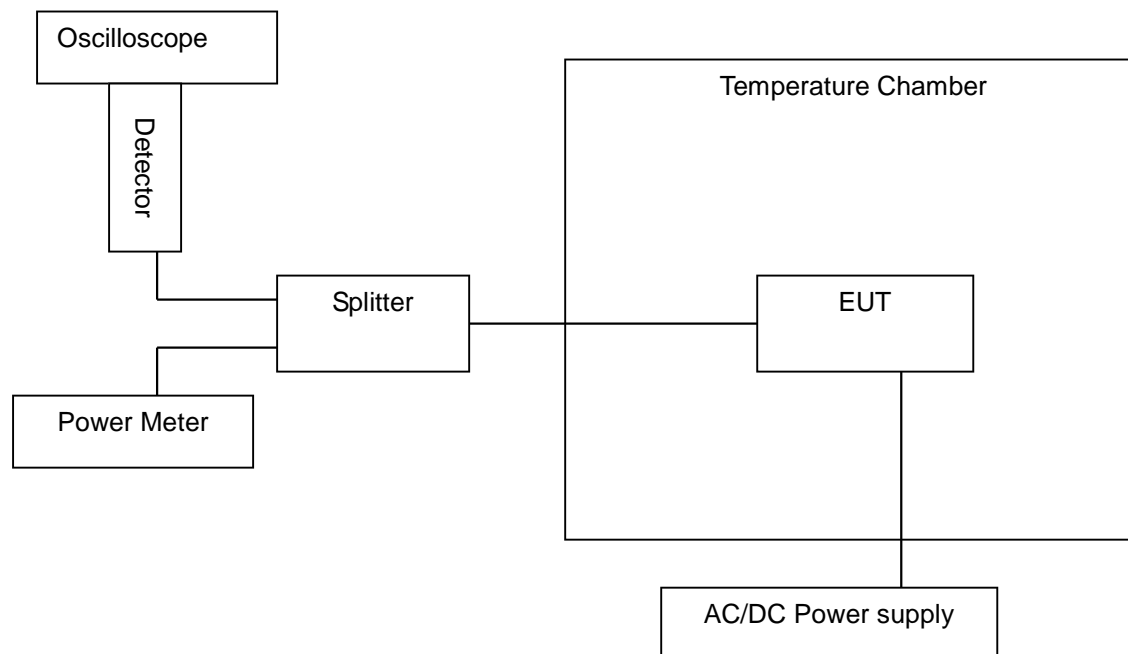 Oscilloscope
Temperature Chamber
Detector
Splitter
EUT
Power Meter
AC/DC Power supply